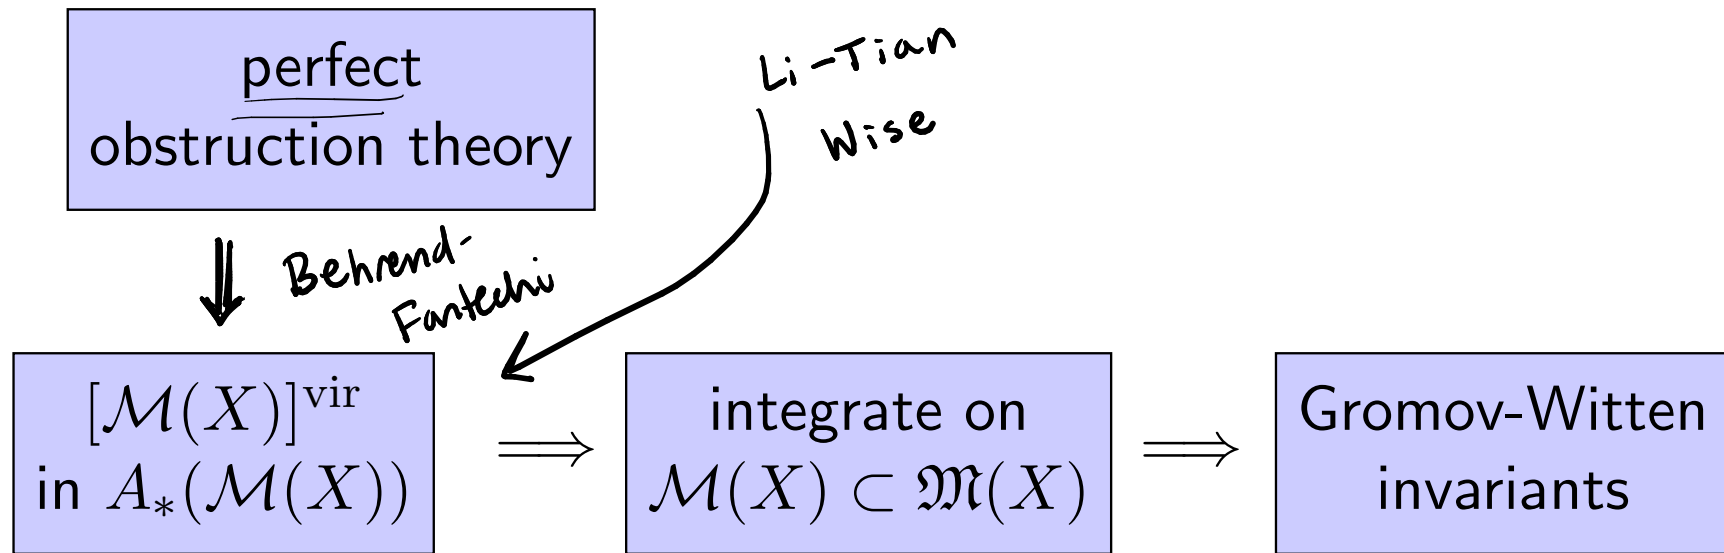 perfect
obstruction theory
Li-Tian
Wise
Behrend-
Fantechi
[ℳ(X)]^vir
in A_*(ℳ(X))
⟹
integrate on
ℳ(X) ⊂ 𝔐(X)
⟹
Gromov-Witten
invariants